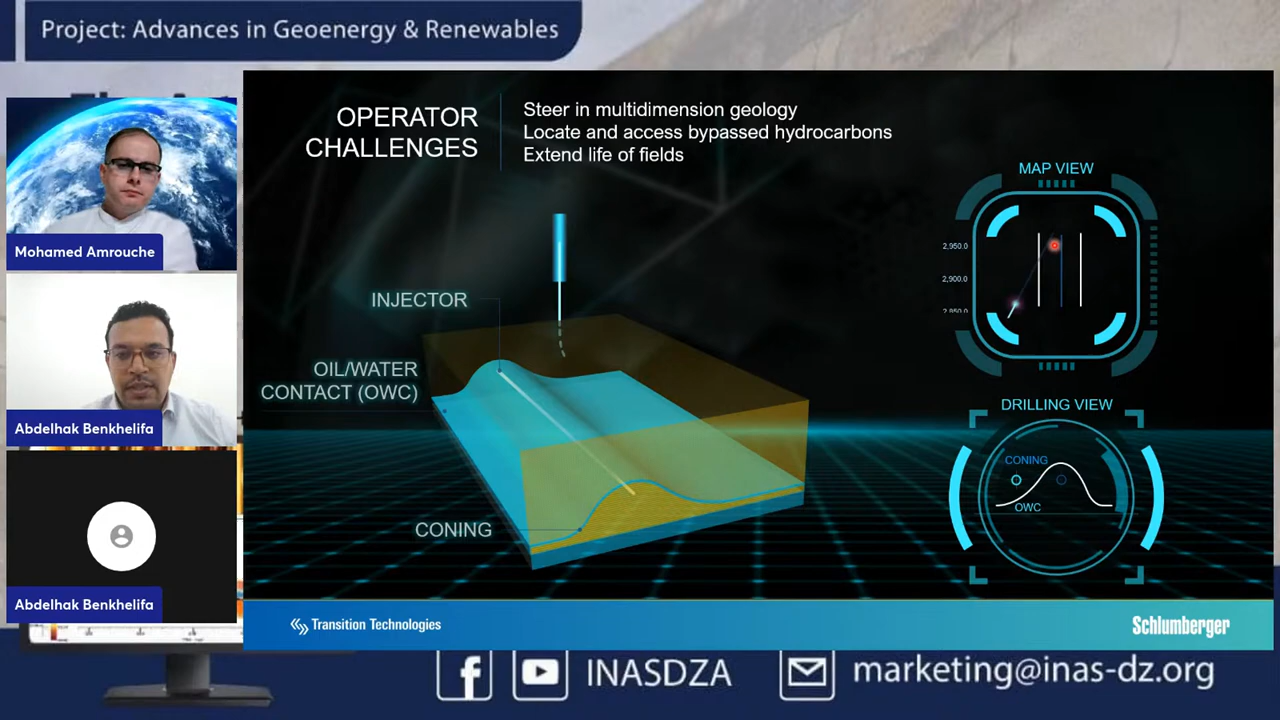 Project: Advances in Geoenergy & Renewables
Mohamed Amrouche
Abdelhak Benkhelifa
Abdelhak Benkhelifa
OPERATOR
CHALLENGES
Steer in multidimension geology
Locate and access bypassed hydrocarbons
Extend life of fields
INJECTOR
OIL/WATER
CONTACT (OWC)
CONING
MAP VIEW
2,950.0
2,900.0
DRILLING VIEW
CONING
OWC
Transition Technologies
Schlumberger
INASDZA
marketing@inas-dz.org